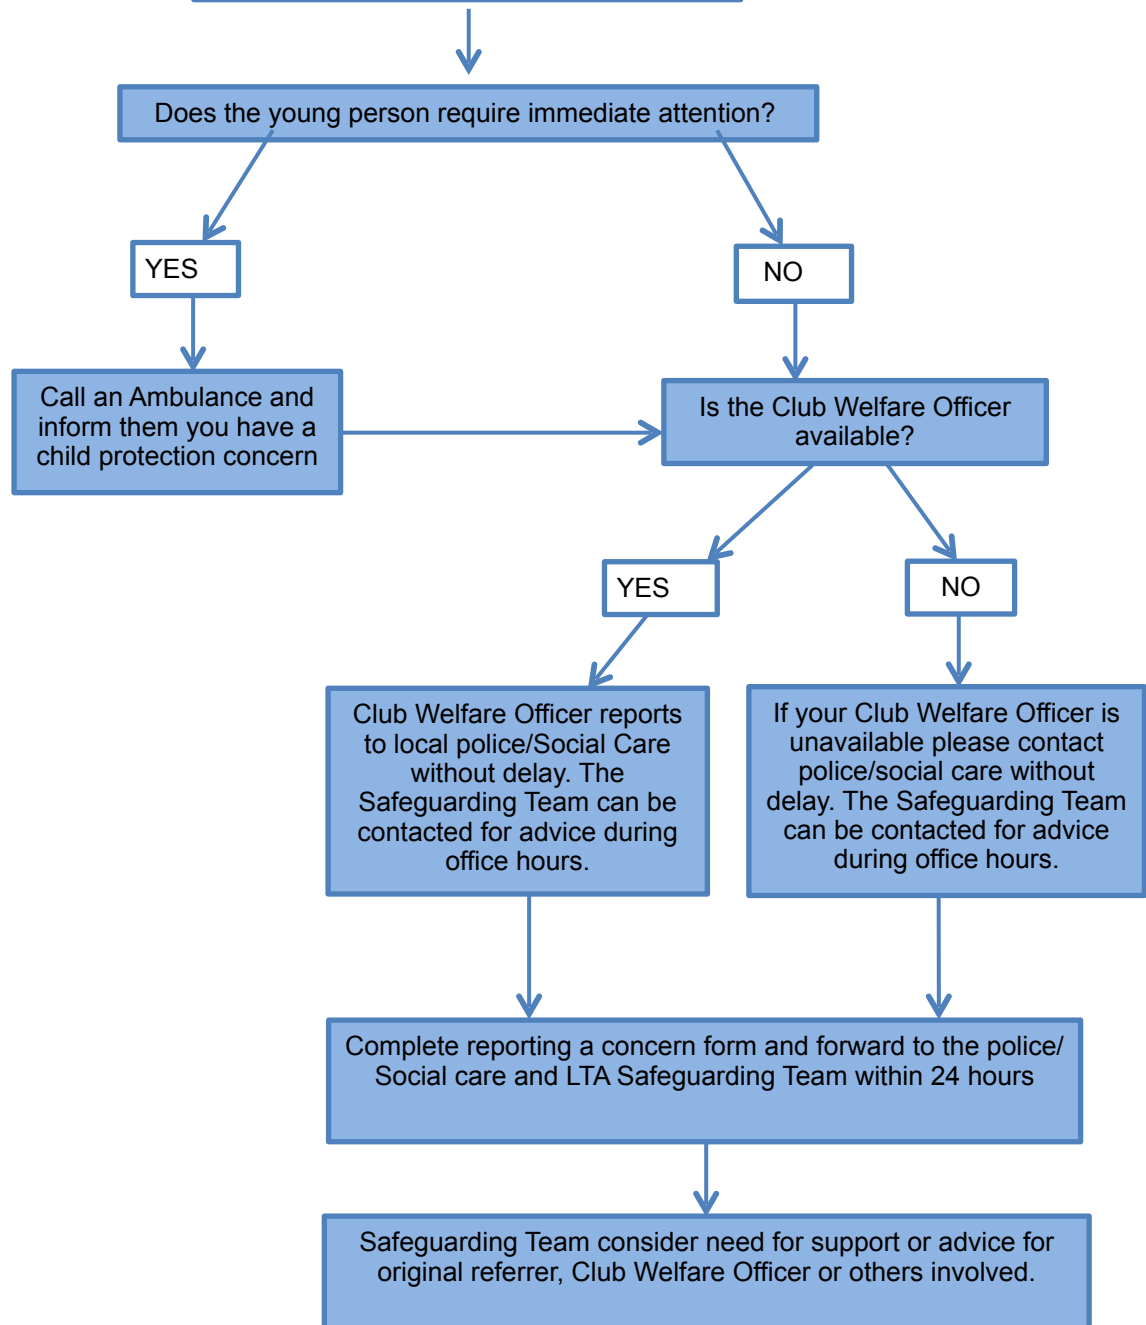 Does the young person require immediate attention?
YES
NO
Call an Ambulance and
inform them you have a
child protection concern
Is the Club Welfare Officer
available?
YES
NO
Club Welfare Officer reports
to local police/Social Care
without delay. The
Safeguarding Team can be
contacted for advice during
office hours.
If your Club Welfare Officer is
unavailable please contact
police/social care without
delay. The Safeguarding Team
can be contacted for advice
during office hours.
Complete reporting a concern form and forward to the police/
Social care and LTA Safeguarding Team within 24 hours
Safeguarding Team consider need for support or advice for
original referrer, Club Welfare Officer or others involved.